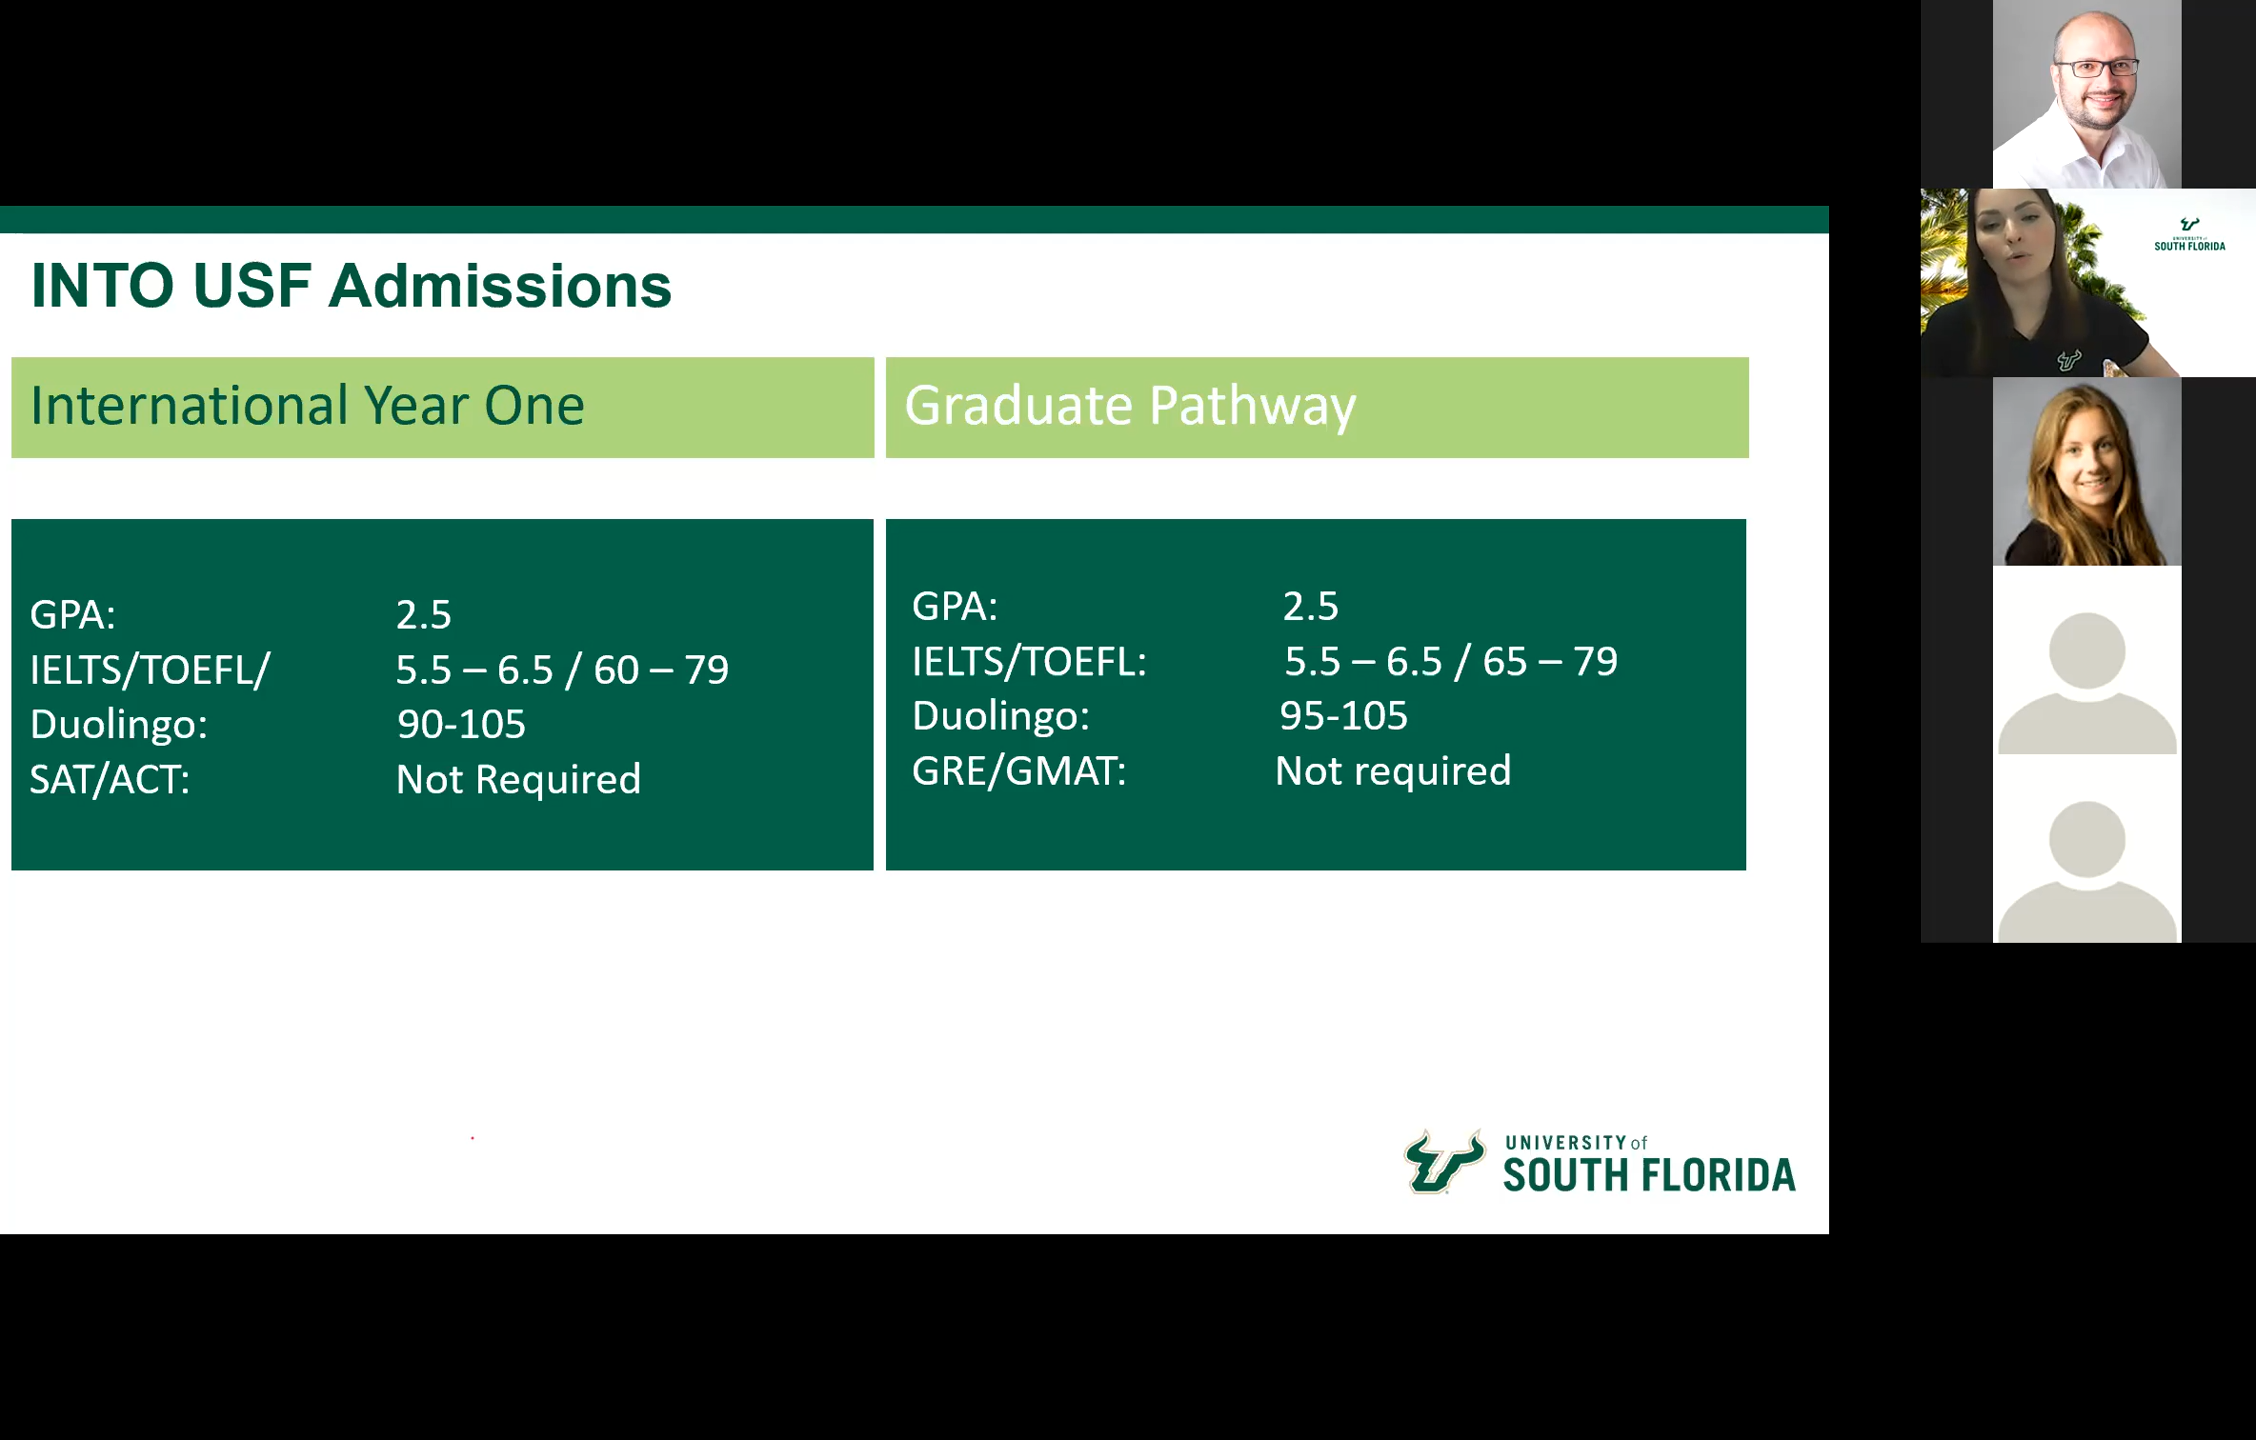 INTO USF Admissions
International Year One
Graduate Pathway
GPA: 2.5
IELTS/TOEFL/ 5.5 – 6.5 / 60 – 79
Duolingo: 90-105
SAT/ACT: Not Required
GPA: 2.5
IELTS/TOEFL: 5.5 – 6.5 / 65 – 79
Duolingo: 95-105
GRE/GMAT: Not required
UNIVERSITY of
SOUTH FLORIDA
UNIVERSITY of
SOUTH FLORIDA